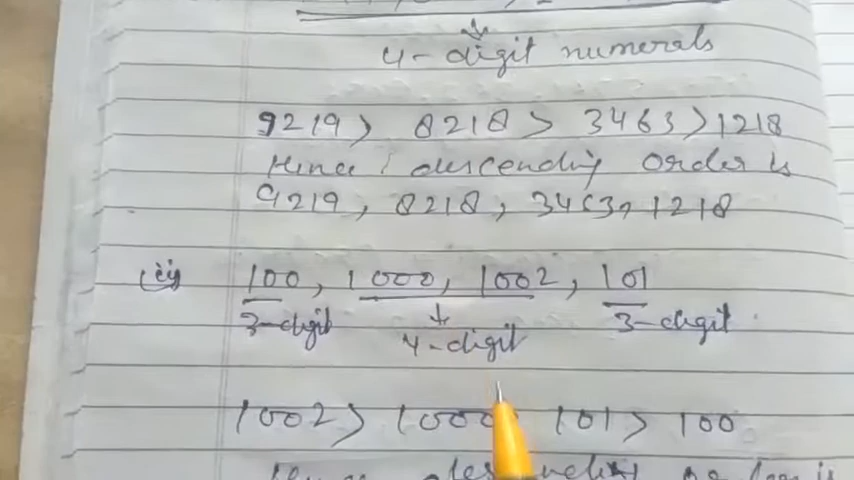 4-digit numerals
9219 > 8218 > 3463 > 1218
Hence, descending order is
9219, 8218, 3463, 1218
(ii) 100, 1000, 1002, 101
3-digit 4-digit 3-digit
1002 > 1000 101 > 100